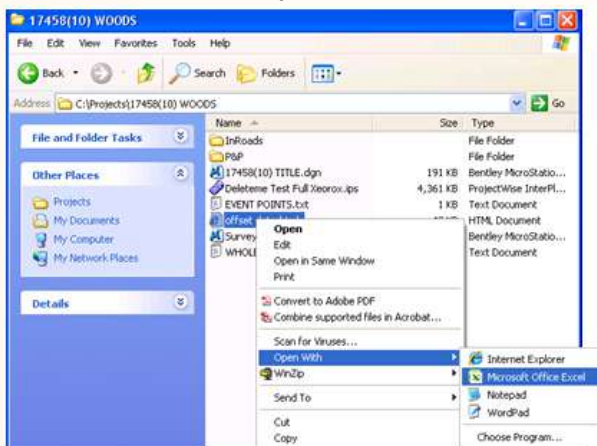 17458(10) WOODS
File Edit View Favorites Tools Help
Back Search Folders
Address C:\Projects\17458(10) WOODS Go
Name Size Type
File and Folder Tasks
Other Places
Projects
My Documents
My Computer
My Network Places
Details
InRoads File Folder
P&P File Folder
17458(10) TITLE.dgn 191 KB Bentley MicroStatio...
Deleteme Test Full Xeorox.ips 4,361 KB ProjectWise InterPl...
EVENT POINTS.txt 1 KB Text Document
offset HTML Document
Survey Bentley MicroStatio...
WHOLE Text Document
Open
Edit
Open in Same Window
Print
Convert to Adobe PDF
Combine supported files in Acrobat...
Scan for Viruses...
Open With
WinZip
Send To
Cut
Copy
Internet Explorer
Microsoft Office Excel
Notepad
WordPad
Choose Program...